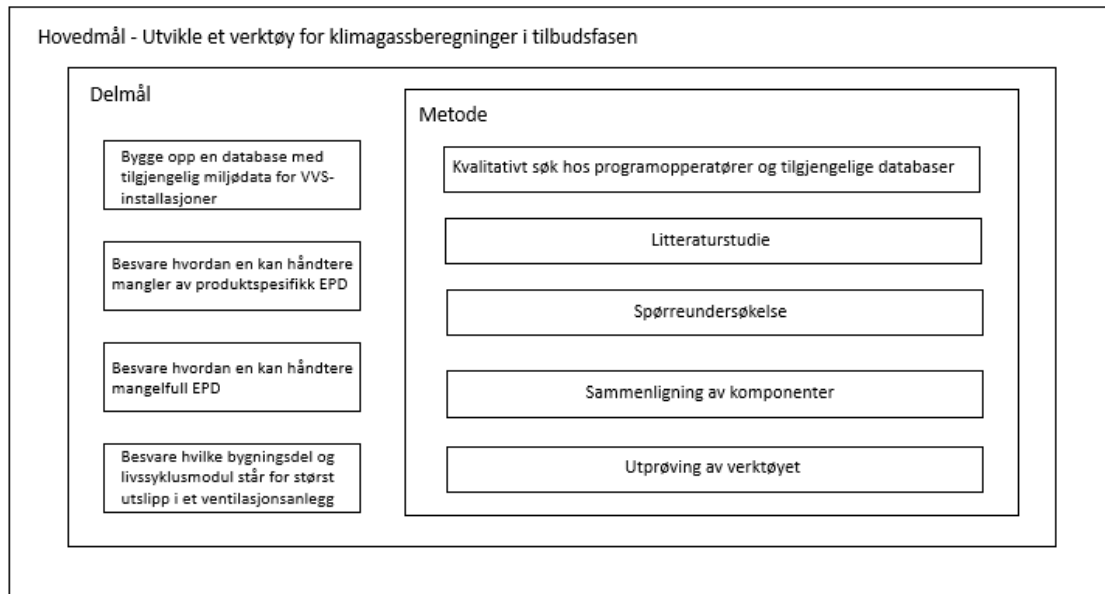 Hovedmål - Utvikle et verktøy for klimagassberegninger i tilbudsfasen
Delmål
Bygge opp en database med
tilgjengelig miljødata for VVS-
installasjoner
Besvare hvordan en kan håndtere
mangler av produktspesifikk EPD
Besvare hvordan en kan håndtere
mangelfull EPD
Besvare hvilke bygningsdel og
livssyklusmodul står for størst
utslipp i et ventilasjonsanlegg
Metode
Kvalitativt søk hos programopperatører og tilgjengelige databaser
Litteraturstudie
Spørreundersøkelse
Sammenligning av komponenter
Utprøving av verktøyet